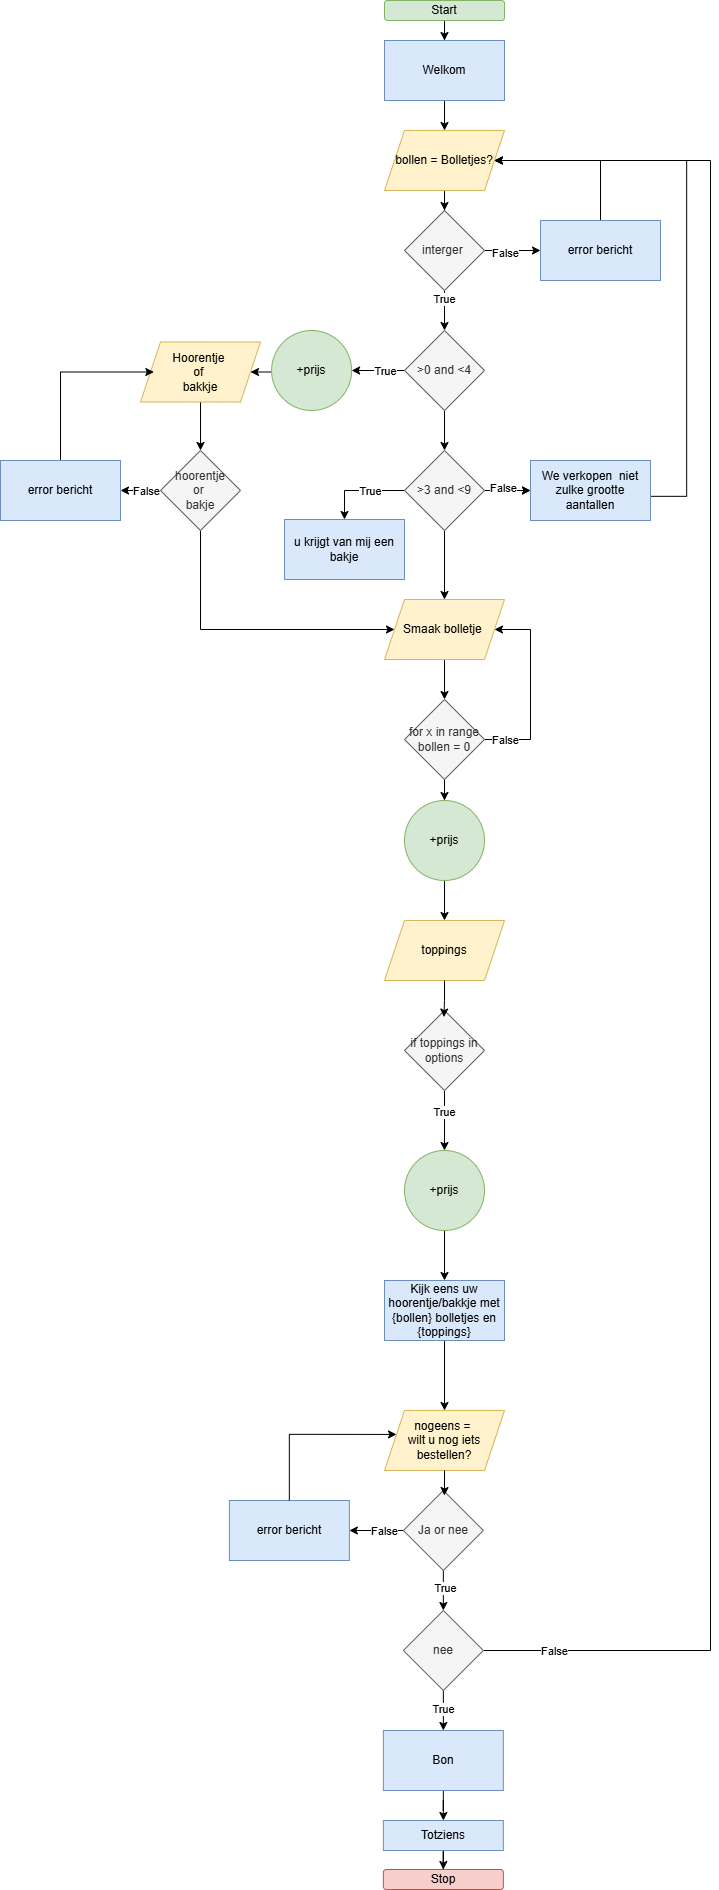 Start
Welkom
bollen = Bolletjes?
interger
False
error bericht
True
Hoorentje
of
bakkje
+prijs
True
>0 and <4
error bericht
False
hoorentje
or
bakje
True
>3 and <9
False
We verkopen  niet
zulke grootte
aantallen
u krijgt van mij een
bakje
Smaak bolletje
for x in range
bollen = 0
False
+prijs
toppings
if toppings in
options
True
+prijs
Kijk eens uw
hoorentje/bakkje met
{bollen} bolletjes en
{toppings}
nogeens =
wilt u nog iets
bestellen?
error bericht
False
Ja or nee
True
nee
False
True
Bon
Totziens
Stop